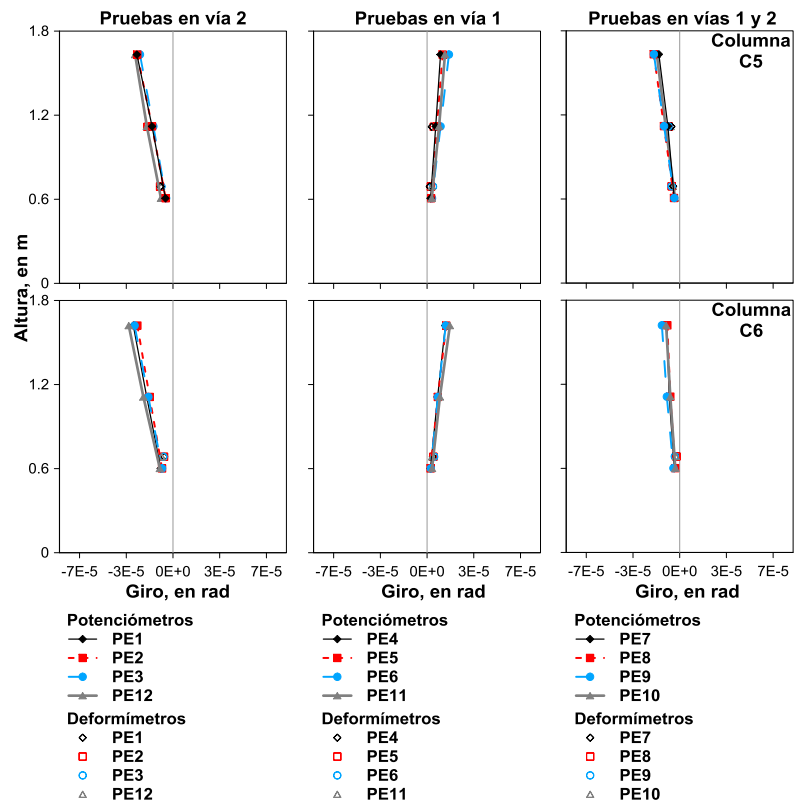 Pruebas en vía 2
Pruebas en vía 1
Pruebas en vías 1 y 2
Altura, en m
1.8
1.2
0.6
0
Columna
C5
1.8
1.2
0.6
0
Columna
C6
-7E-5 -3E-5 0E+0 3E-5 7E-5
-7E-5 -3E-5 0E+0 3E-5 7E-5
-7E-5 -3E-5 0E+0 3E-5 7E-5
Giro, en rad
Giro, en rad
Giro, en rad
Potenciómetros
PE1
PE2
PE3
PE12
Deformímetros
PE1
PE2
PE3
PE12
Potenciómetros
PE4
PE5
PE6
PE11
Deformímetros
PE4
PE5
PE6
PE11
Potenciómetros
PE7
PE8
PE9
PE10
Deformímetros
PE7
PE8
PE9
PE10